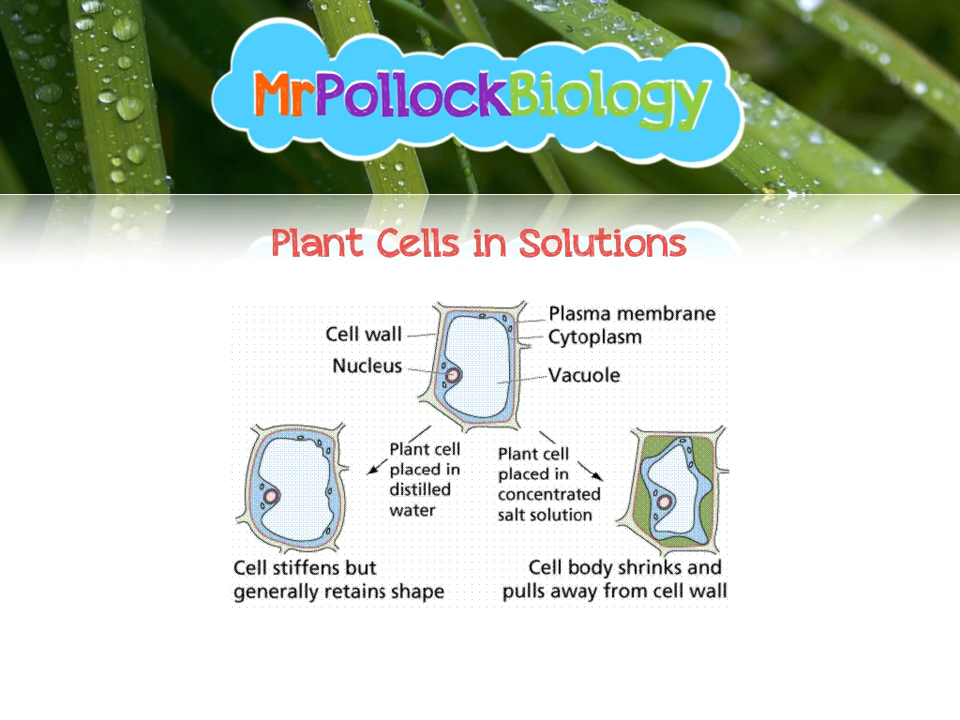 MrPollockBiology
Plant Cells in Solutions
Cell wall
Nucleus
Plasma membrane
Cytoplasm
Vacuole
Plant cell
placed in
distilled
water
Plant cell
placed in
concentrated
salt solution
Cell stiffens but
generally retains shape
Cell body shrinks and
pulls away from cell wall